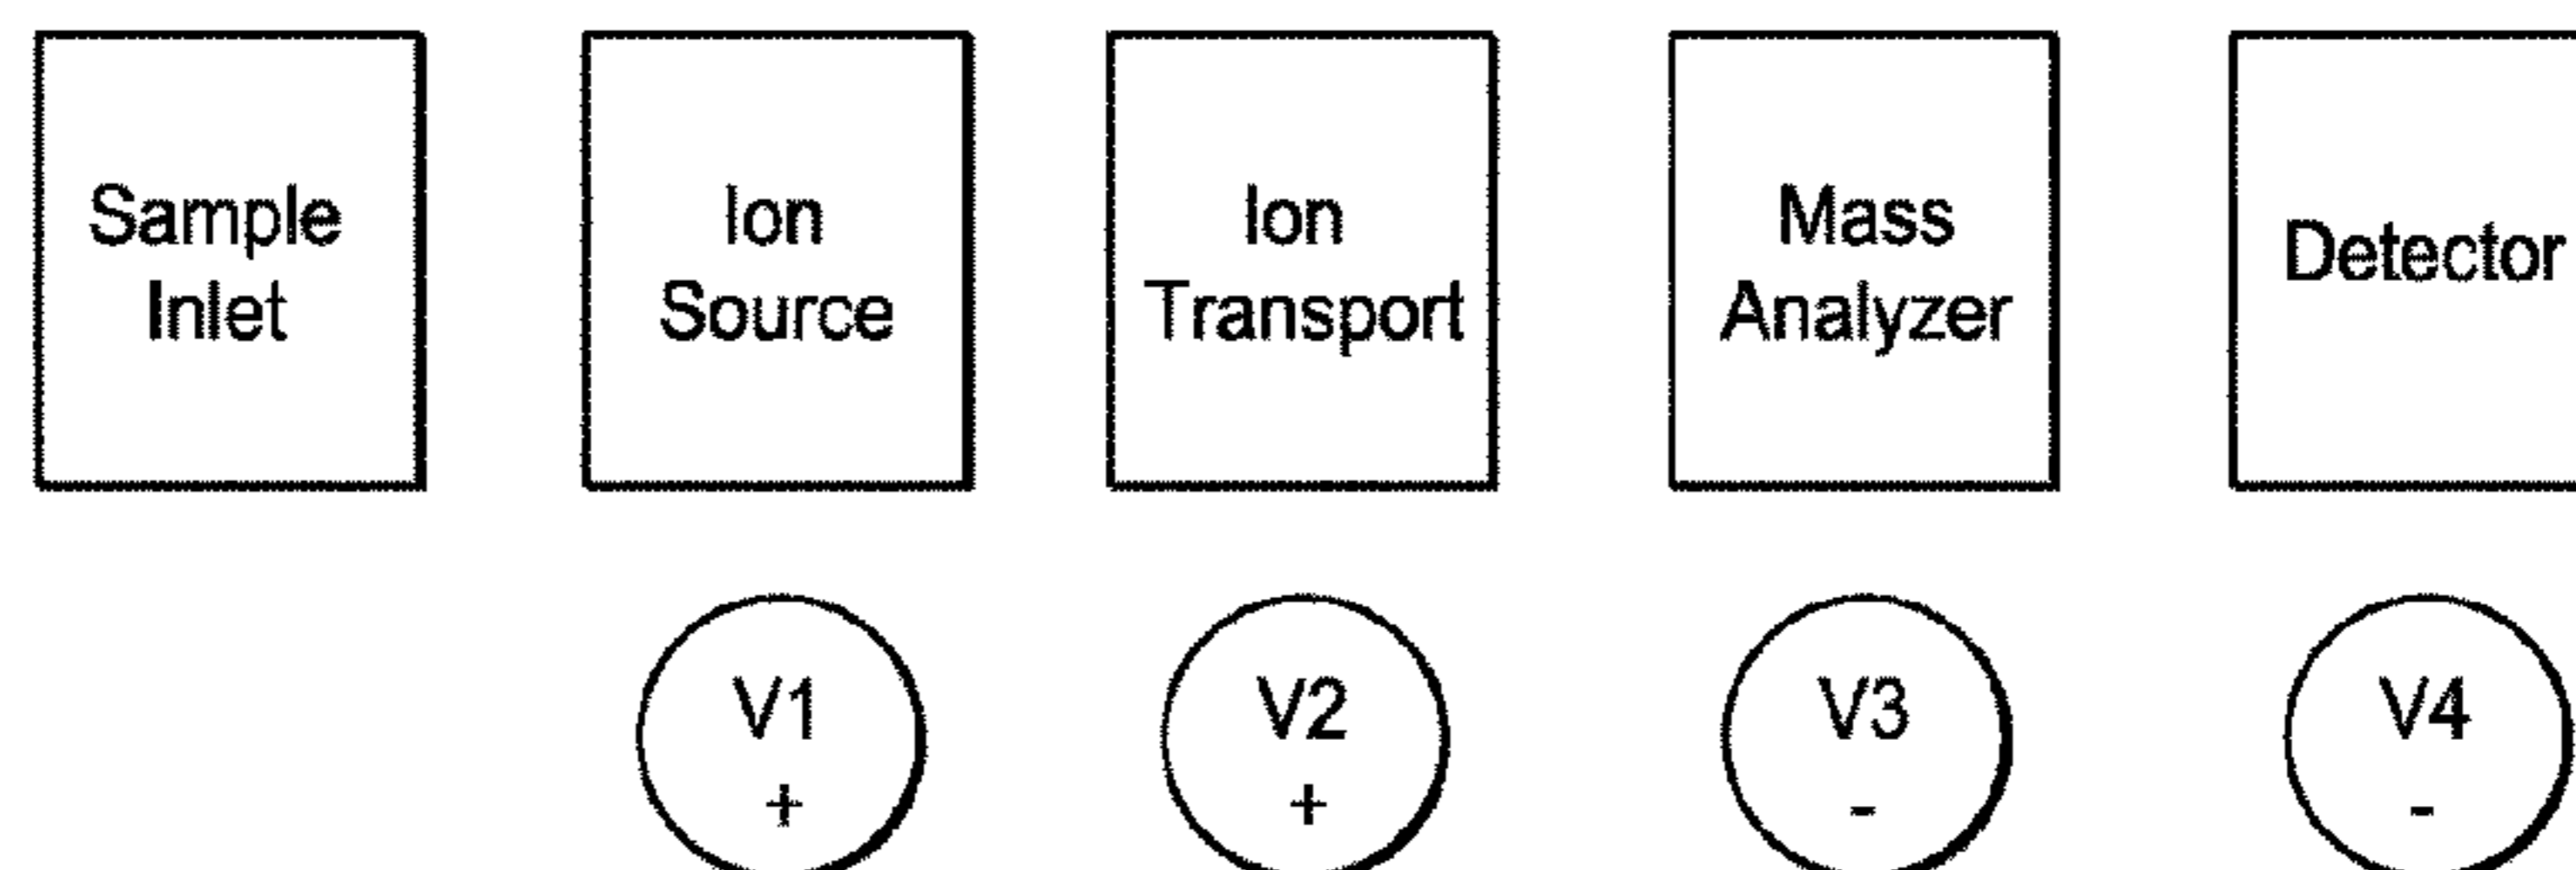 Sample
Inlet
Ion
Source
Ion
Transport
Mass
Analyzer
Detector
V1
+
V2
+
V3
-
V4
-